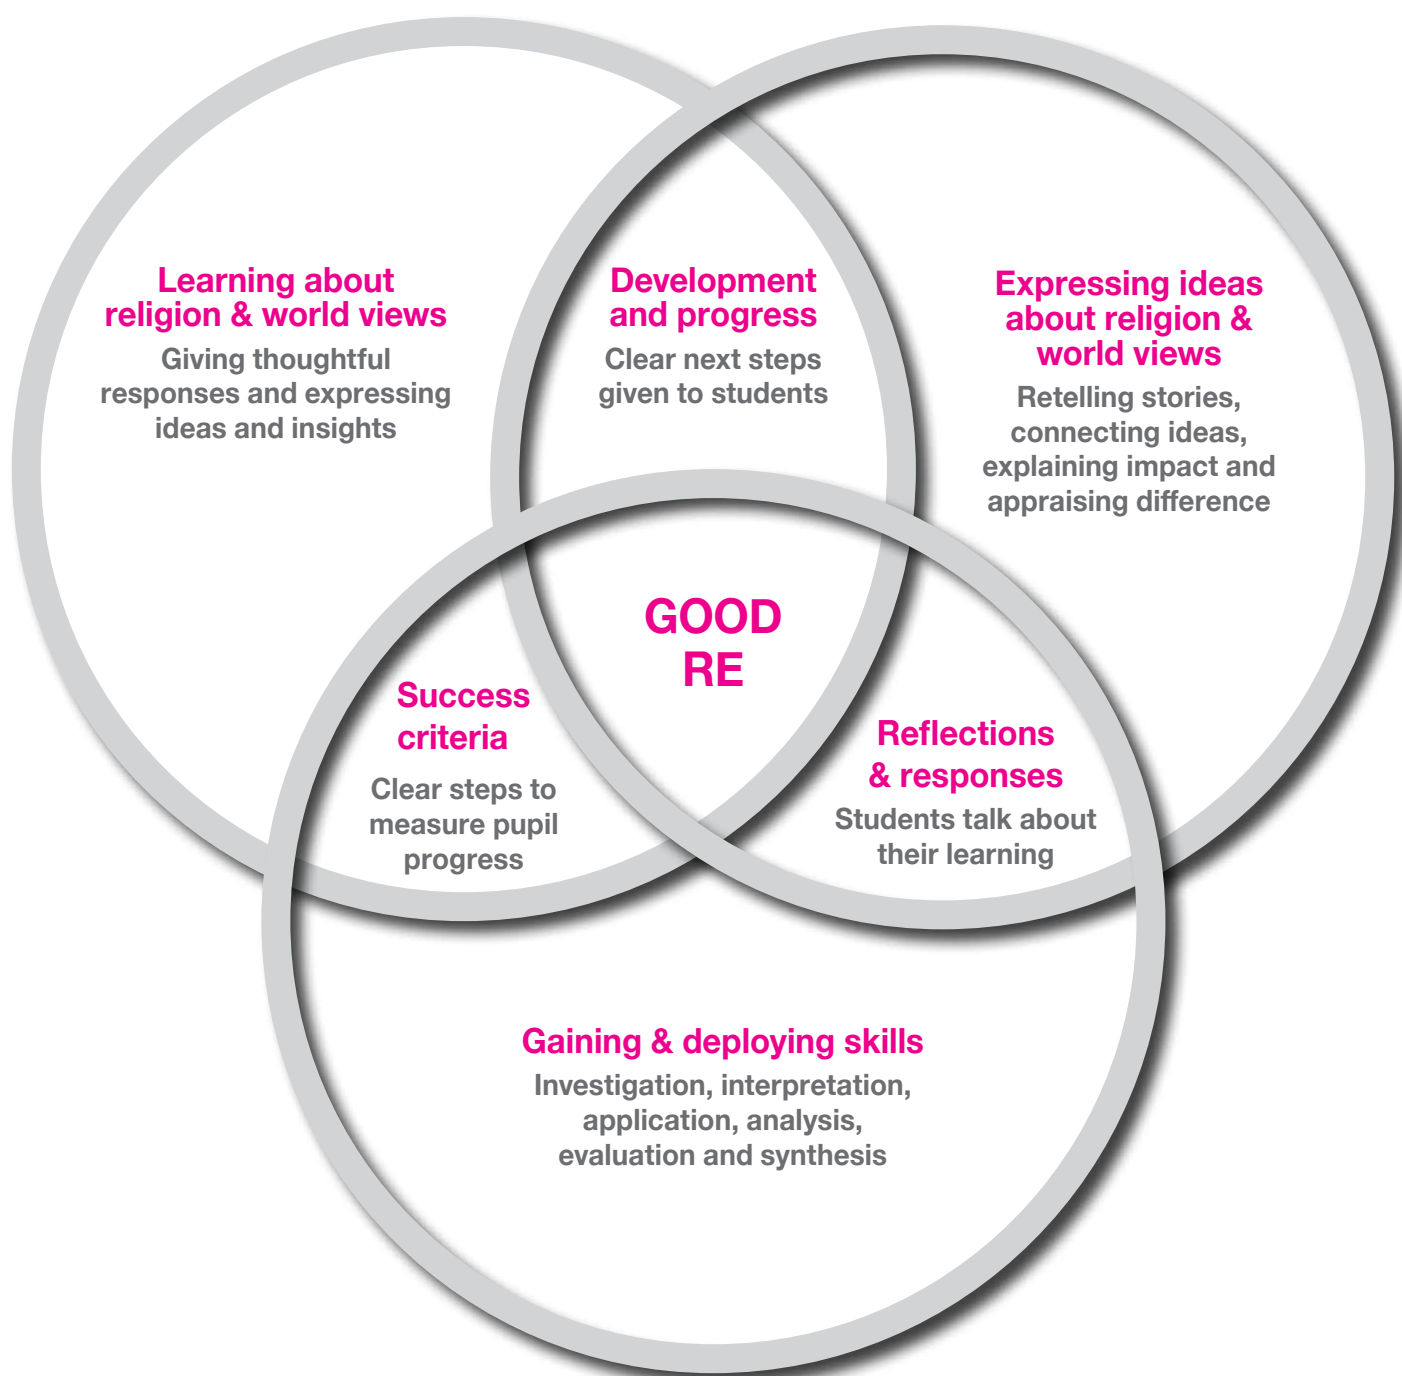 Learning about
religion & world views
Giving thoughtful
responses and expressing
ideas and insights
Development
and progress
Clear next steps
given to students
Expressing ideas
about religion &
world views
Retelling stories,
connecting ideas,
explaining impact and
appraising difference
GOOD
RE
Success
criteria
Clear steps to
measure pupil
progress
Reflections
& responses
Students talk about
their learning
Gaining & deploying skills
Investigation, interpretation,
application, analysis,
evaluation and synthesis